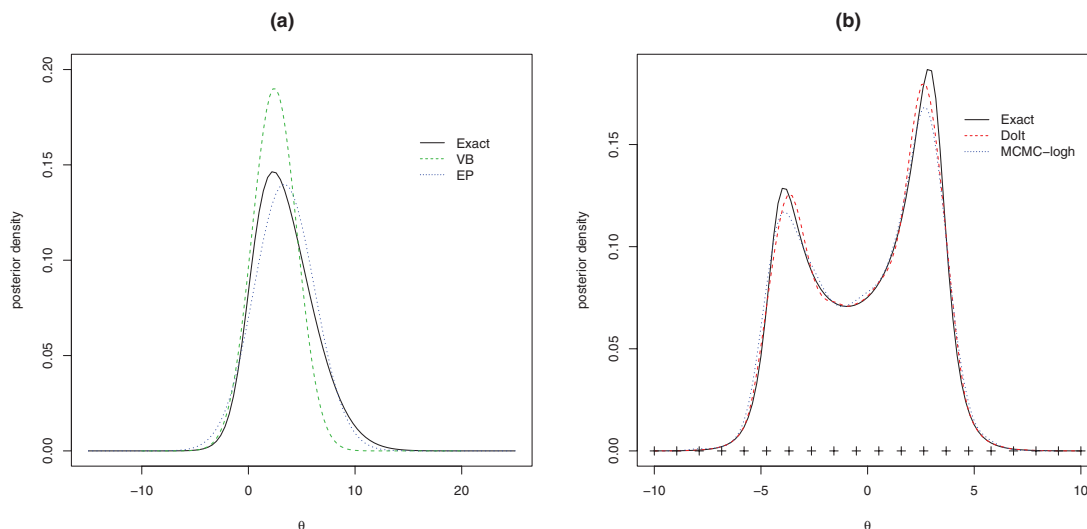 (a)
posterior density
0.00
0.05
0.10
0.15
0.20
Exact
VB
EP
−10
0
10
20
θ
(b)
posterior density
0.00
0.05
0.10
0.15
Exact
DoIt
MCMC−logh
−10
−5
0
5
10
θ